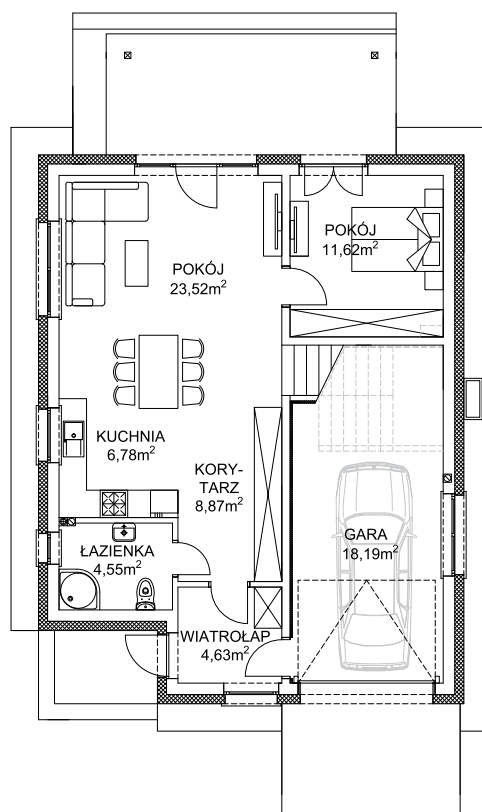 POKÓJ
11,62m²
POKÓJ
23,52m²
KUCHNIA
6,78m²
KORY-
TARZ
8,87m²
GARA
18,19m²
ŁAZIENKA
4,55m²
WIATROŁAP
4,63m²